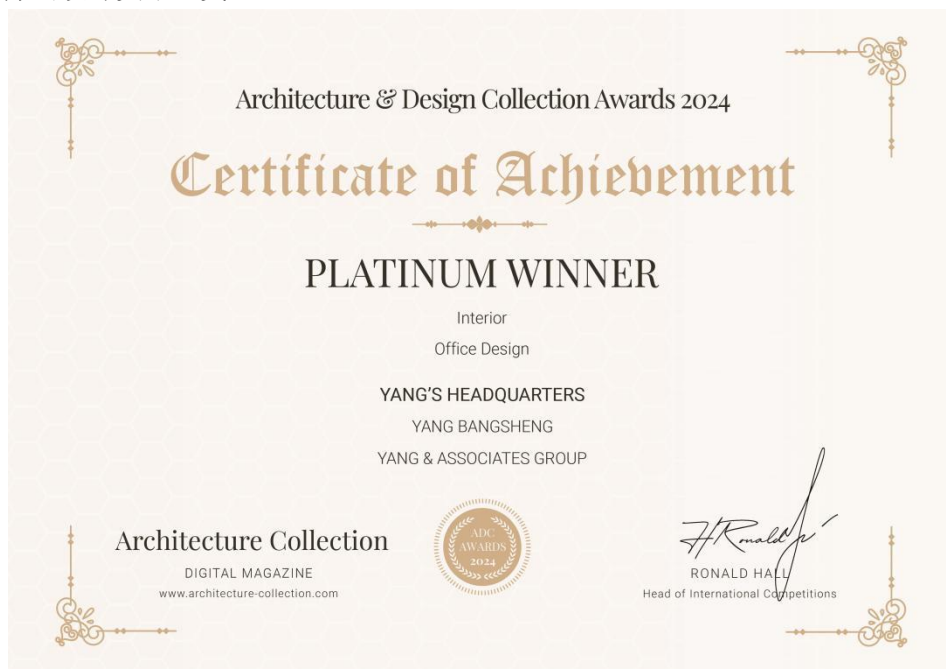 Architecture & Design Collection Awards 2024
Certificate of Achievement
PLATINUM WINNER
Interior
Office Design
YANG'S HEADQUARTERS
YANG BANGSHENG
YANG & ASSOCIATES GROUP
Architecture Collection
DIGITAL MAGAZINE
www.architecture-collection.com
ADC
AWARDS
2024
RONALD HALL
Head of International Competitions